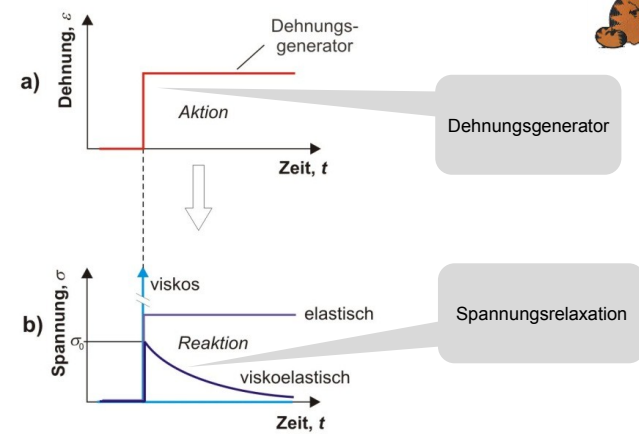 Dehnung, ε
Dehnungs-
generator
a)
Aktion
Dehnungsgenerator
Zeit, t
Spannung, σ
viskos
elastisch
b)
σ₀
Reaktion
Spannungsrelaxation
viskoelastisch
Zeit, t